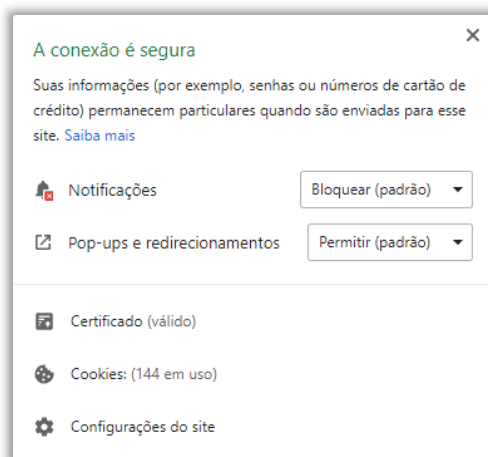 A conexão é segura
Suas informações (por exemplo, senhas ou números de cartão de
crédito) permanecem particulares quando são enviadas para esse
site. Saiba mais
Notificações Bloquear (padrão)
Pop-ups e redirecionamentos Permitir (padrão)
Certificado (válido)
Cookies: (144 em uso)
Configurações do site